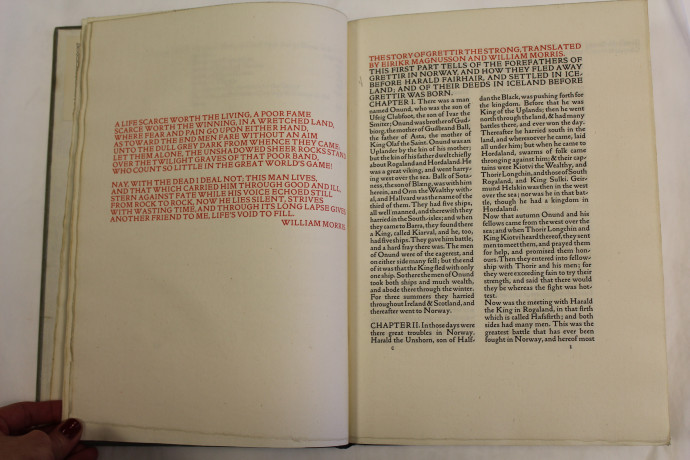 A LIFE SCARCE WORTH THE LIVING, A POOR FAME
SCARCE WORTH THE WINNING, IN A WRETCHED LAND,
WHERE FEAR AND PAIN GO UPON EITHER HAND,
AS TOWARD THE END MEN FARE WITHOUT AN AIM
UNTO THE DULL GREY DARK FROM WHENCE THEY CAME:
LET THEM ALONE, THE UNSHADOWED SHEER ROCKS STAND
OVER THE TWILIGHT GRAVES OF THAT POOR BAND,
WHO COUNT SO LITTLE IN THE GREAT WORLD'S GAME!
NAY, WITH THE DEAD I DEAL NOT; THIS MAN LIVES,
AND THAT WHICH CARRIED HIM THROUGH GOOD AND ILL,
STERN AGAINST FATE WHILE HIS VOICE ECHOED STILL
FROM ROCK TO ROCK, NOW HE LIES SILENT, STRIVES
WITH WASTING TIME, AND THROUGH ITS LONG LAPSE GIVES
ANOTHER FRIEND TO ME, LIFE'S VOID TO FILL.
WILLIAM MORRIS
THE STORY OF GRETTIR THE STRONG, TRANSLATED
BY EIRIKR MAGNUSSON AND WILLIAM MORRIS.
THIS FIRST PART TELLS OF THE FOREFATHERS OF
GRETTIR IN NORWAY, AND HOW THEY FLED AWAY
BEFORE HARALD FAIRHAIR, AND SETTLED IN ICE-
LAND; AND OF THEIR DEEDS IN ICELAND BEFORE
GRETTIR WAS BORN.
CHAPTER I. There was a man
named Onund, who was the son of
Ufeig Clubfoot, the son of Ivar the
Smiter; Onund was brother of Gud-
biorg, the mother of Gudbrand Ball,
the father of Asta, the mother of
King Olaf the Saint. Onund was an
Uplander by the kin of his mother;
but the kin of his father dwelt chiefly
about Rogaland and Hordaland. He
was a great viking, and went harry-
ing west over the sea. Balk of Sota-
ness, the son of Blaeng, was with him
herein, and Orm the Wealthy with-
al, and Hallvard was the name of the
third of them. They had five ships,
all well manned, and therewith they
harried in the South-isles; and when
they came to Barra, they found there
a King, called Kiarval, and he, too,
had five ships. They gave him battle,
and a hard fray there was. The men
of Onund were of the eagerest, and
on either side many fell; but the end
of it was that the King fled with only
one ship. So there the men of Onund
took both ships and much wealth,
and abode there through the winter.
For three summers they harried
throughout Ireland & Scotland, and
thereafter went to Norway.
CHAPTER II. In those days were
there great troubles in Norway.
Harald the Unshorn, son of Half-
c
dan the Black, was pushing forth for
the kingdom. Before that he was
King of the Uplands; then he went
north through the land, & had many
battles there, and ever won the day.
Thereafter he harried south in the
land, and wheresoever he came, laid
all under him; but when he came to
Hordaland, swarms of folk came
thronging against him; & their cap-
tains were Kiotvi the Wealthy, and
Thorir Longchin, and those of South
Rogaland, and King Sulki. Geir-
mund Helskin was then in the west
over the sea; nor was he in that bat-
tle, though he had a kingdom in
Hordaland.
Now that autumn Onund and his
fellows came from the west over the
sea; and when Thorir Longchin and
King Kiotvi heard thereof, they sent
men to meet them, and prayed them
for help, and promised them hon-
ours. Then they entered into fellow-
ship with Thorir and his men; for
they were exceeding fain to try their
strength, and said that there would
they be whereas the fight was hot-
test.
Now was the meeting with Harald
the King in Rogaland, in that firth
which is called Hafsfirth; and both
sides had many men. This was the
greatest battle that has ever been
fought in Norway, and hereof most
1